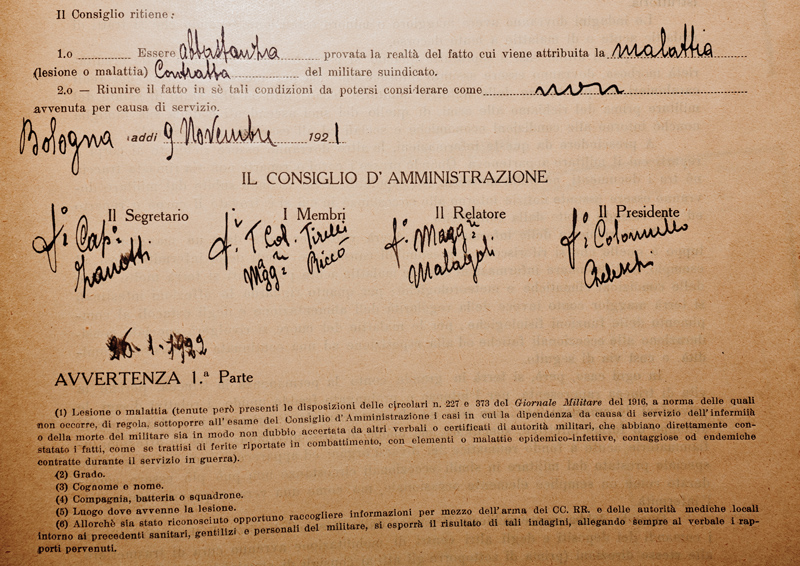 Il Consiglio ritiene:
1.o Essere abbastanza provata la realtà del fatto cui viene attribuita la malattia
(lesione o malattia) Contratta del militare suindicato.
2.o — Riunire il fatto in sè tali condizioni da potersi considerare come non
avvenuta per causa di servizio.
Bologna addì 9 Novembre 1921
IL CONSIGLIO D' AMMINISTRAZIONE
Il Segretario I Membri Il Relatore Il Presidente
f.° Cap.° f.i T Col. Tirelli f.° Magg.re f.° Colonnello
Zanotti Magg.re Riccò Malagoli
26-1-1922
AVVERTENZA 1.ª Parte
(1) Lesione o malattia (tenute però presenti le disposizioni delle circolari n. 227 e 373 del Giornale Militare del 1916, a norma delle quali
non occorre, di regola, sottoporre all'esame del Consiglio d'Amministrazione i casi in cui la dipendenza da causa di servizio dell'infermità
o della morte del militare sia in modo non dubbio accertata da altri verbali o certificati di autorità militari, che abbiano direttamente con-
statato i fatti, come se trattisi di ferite riportate in combattimento, con elementi o malattie epidemico-infettive, contagiose od endemiche
contratte durante il servizio in guerra).
(2) Grado.
(3) Cognome e nome.
(4) Compagnia, batteria o squadrone.
(5) Luogo dove avvenne la lesione.
(6) Allorchè sia stato riconosciuto opportuno raccogliere informazioni per mezzo dell'arma del CC. RR. e delle autorità mediche locali
intorno ai precedenti sanitari, gentilizi e personali del militare, si esporrà il risultato di tali indagini, allegando sempre al verbale i rap-
porti pervenuti.